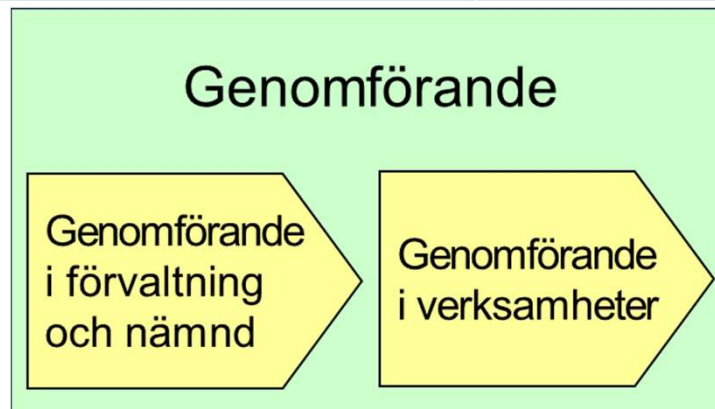 Genomförande
Genomförande
i förvaltning
och nämnd
Genomförande
i verksamheter